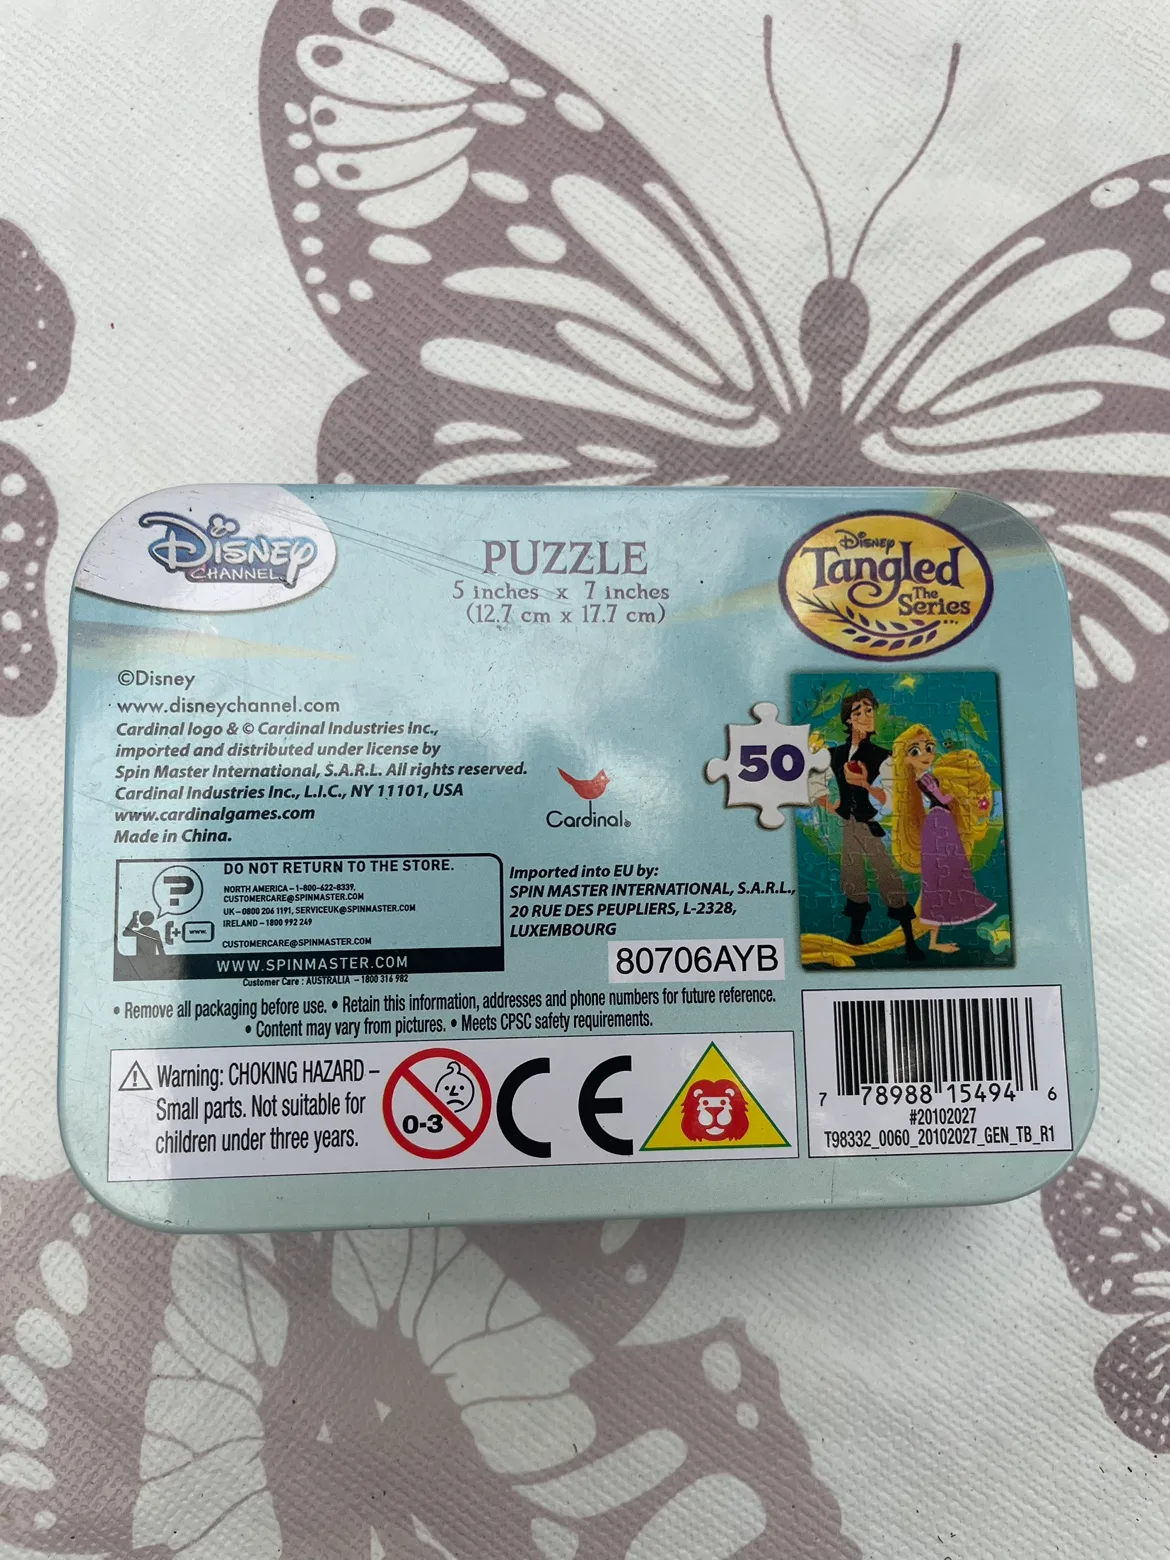 Disney
CHANNEL
PUZZLE
5 inches x 7 inches
(12.7 cm x 17.7 cm)
Disney
Tangled
The
Series
©Disney
www.disneychannel.com
Cardinal logo & © Cardinal Industries Inc.,
imported and distributed under license by
Spin Master International, S.A.R.L. All rights reserved.
Cardinal Industries Inc., L.I.C., NY 11101, USA
www.cardinalgames.com
Made in China.
Cardinal®
50
DO NOT RETURN TO THE STORE.
NORTH AMERICA – 1-800-622-8339,
CUSTOMERCARE@SPINMASTER.COM
UK – 0800 206 1191, SERVICEUK@SPINMASTER.COM
IRELAND – 1800 992 249
CUSTOMERCARE@SPINMASTER.COM
?
www.
WWW.SPINMASTER.COM
Customer Care : AUSTRALIA – 1800 316 982
Imported into EU by:
SPIN MASTER INTERNATIONAL, S.A.R.L.,
20 RUE DES PEUPLIERS, L-2328,
LUXEMBOURG
80706AYB
• Remove all packaging before use. • Retain this information, addresses and phone numbers for future reference.
• Content may vary from pictures. • Meets CPSC safety requirements.
Warning: CHOKING HAZARD –
Small parts. Not suitable for
children under three years.
0-3
CE
7 78988 15494 6
#20102027
T98332_0060_20102027_GEN_TB_R1